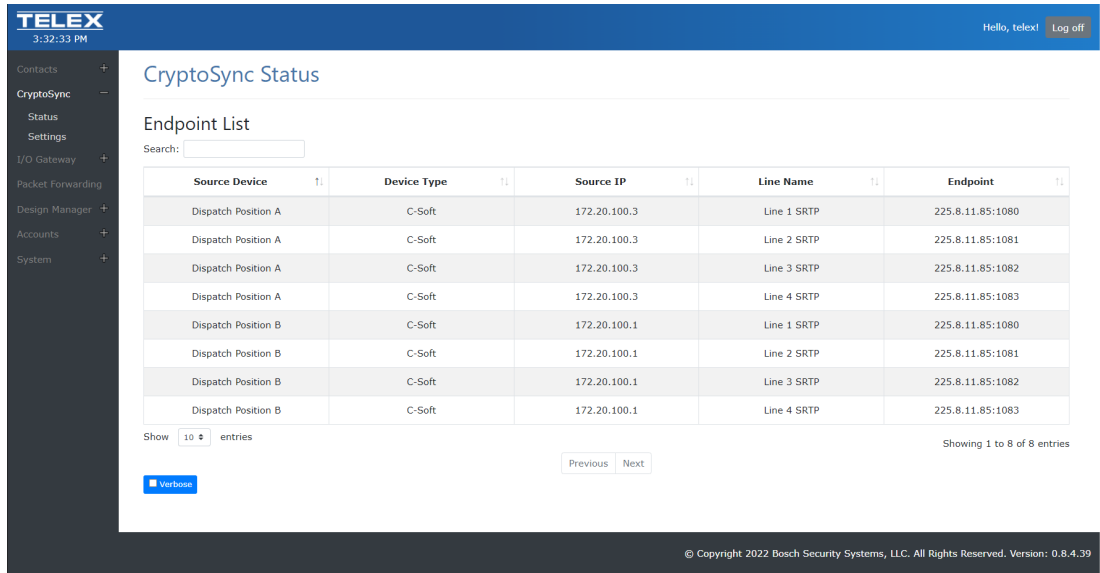 TELEX
3:32:33 PM
Hello, telex! Log off
Contacts +
CryptoSync −
Status
Settings
I/O Gateway +
Packet Forwarding
Design Manager +
Accounts +
System +
CryptoSync Status
Endpoint List
Search:
Source Device Device Type Source IP Line Name Endpoint
Dispatch Position A C-Soft 172.20.100.3 Line 1 SRTP 225.8.11.85:1080
Dispatch Position A C-Soft 172.20.100.3 Line 2 SRTP 225.8.11.85:1081
Dispatch Position A C-Soft 172.20.100.3 Line 3 SRTP 225.8.11.85:1082
Dispatch Position A C-Soft 172.20.100.3 Line 4 SRTP 225.8.11.85:1083
Dispatch Position B C-Soft 172.20.100.1 Line 1 SRTP 225.8.11.85:1080
Dispatch Position B C-Soft 172.20.100.1 Line 2 SRTP 225.8.11.85:1081
Dispatch Position B C-Soft 172.20.100.1 Line 3 SRTP 225.8.11.85:1082
Dispatch Position B C-Soft 172.20.100.1 Line 4 SRTP 225.8.11.85:1083
Show 10 entries
Showing 1 to 8 of 8 entries
Previous Next
Verbose
© Copyright 2022 Bosch Security Systems, LLC. All Rights Reserved. Version: 0.8.4.39